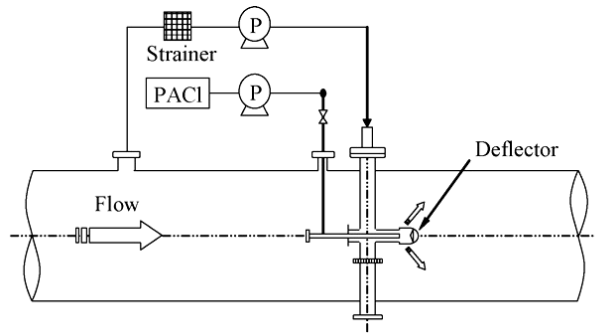 P
Strainer
PACl
P
Deflector
Flow